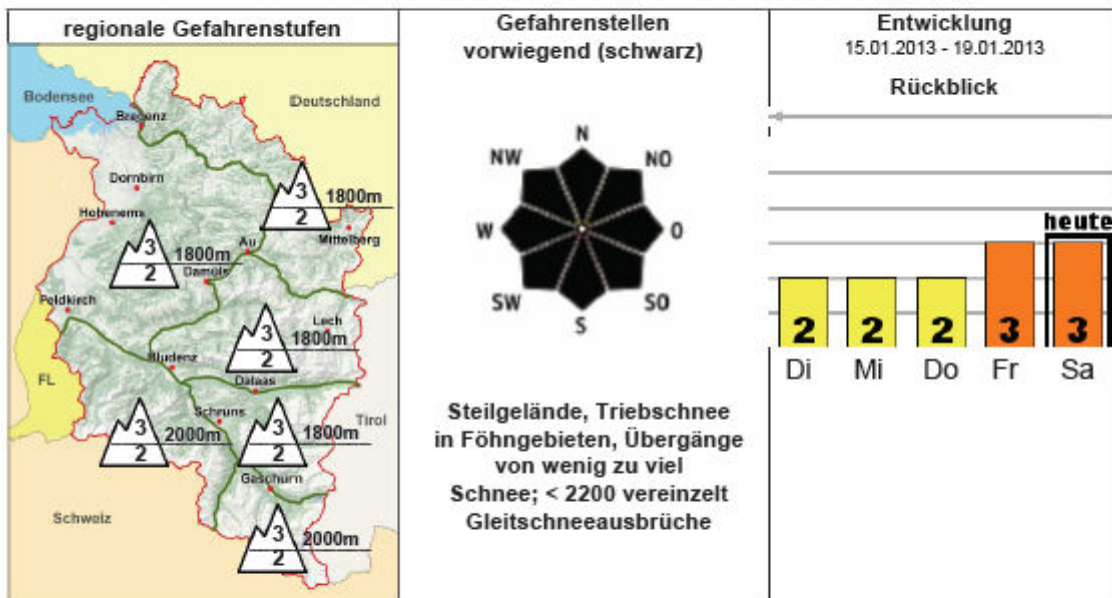 regionale Gefahrenstufen
Bodensee
Deutschland
Bregenz
Dornbirn
3
1800m
2
Hohenems
Mittelberg
3
Au
1800m
2
Damüls
Feldkirch
Lech
3
1800m
2
Bludenz
FL
Dalaas
Schruns
Tirol
3
2000m
2
3
1800m
2
Gaschurn
Schweiz
3
2000m
2
Gefahrenstellen
vorwiegend (schwarz)
N
NW
NO
W
O
SW
SO
S
Steilgelände, Triebschnee
in Föhngebieten, Übergänge
von wenig zu viel
Schnee; < 2200 vereinzelt
Gleitschneeausbrüche
Entwicklung
15.01.2013 - 19.01.2013
Rückblick
heute
2 2 2 3 3
Di Mi Do Fr Sa